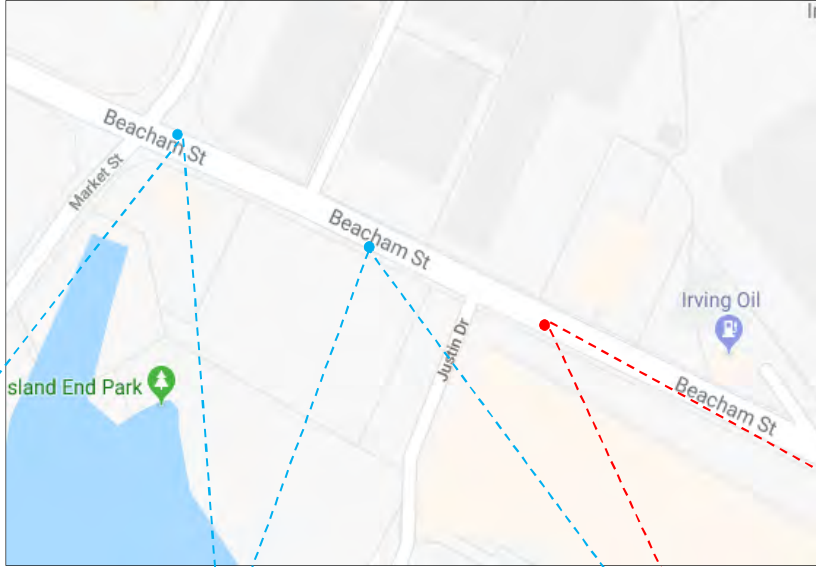 Beacham St
Market St
Beacham St
Irving Oil
Justin Dr
sland End Park
Beacham St